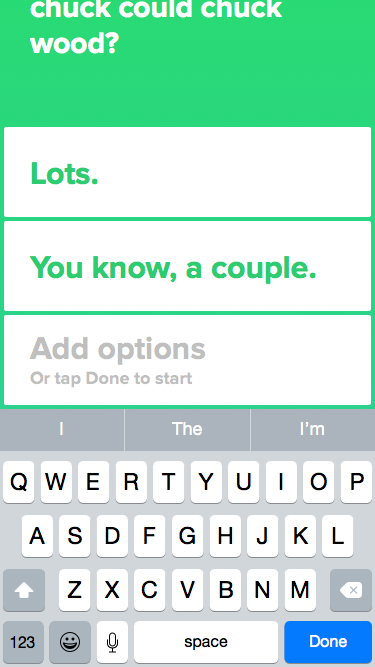 chuck could chuck
wood?
Lots.
You know, a couple.
Add options
Or tap Done to start
I The I'm
Q W E R T Y U I O P
A S D F G H J K L
Z X C V B N M
123 space Done